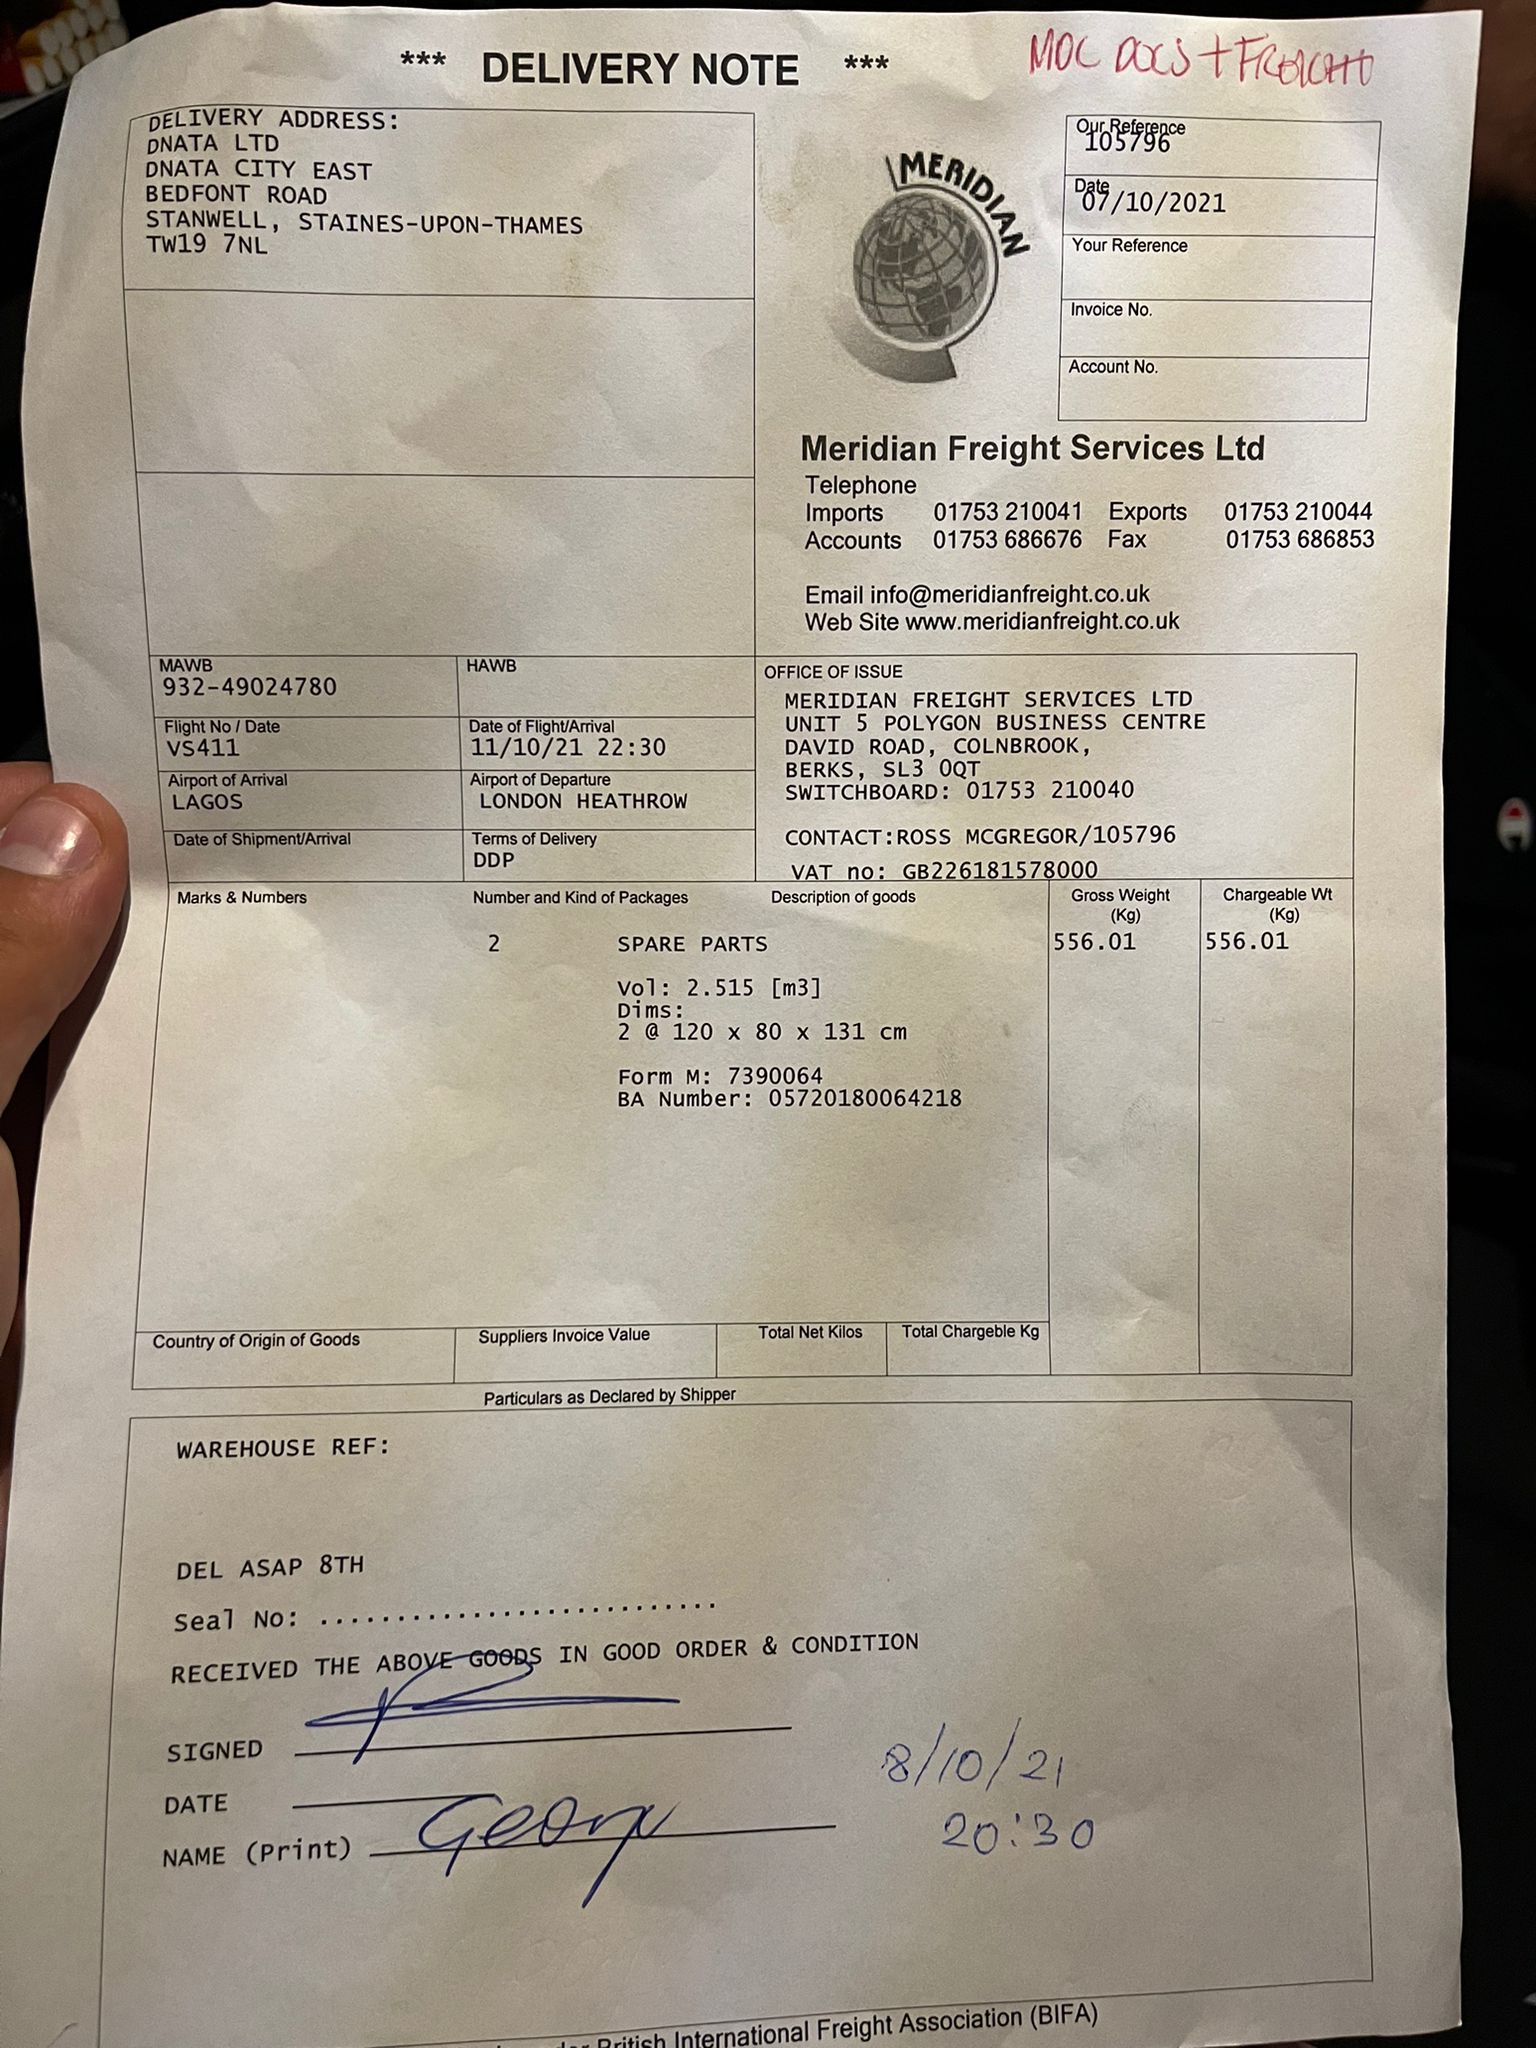 *** DELIVERY NOTE ***
MOC DOCS + FREIGHT
DELIVERY ADDRESS:
DNATA LTD
DNATA CITY EAST
BEDFONT ROAD
STANWELL, STAINES-UPON-THAMES
TW19 7NL
MERIDIAN
Our Reference
105796
Date
07/10/2021
Your Reference
Invoice No.
Account No.
Meridian Freight Services Ltd
Telephone
Imports 01753 210041 Exports 01753 210044
Accounts 01753 686676 Fax 01753 686853
Email info@meridianfreight.co.uk
Web Site www.meridianfreight.co.uk
MAWB
932-49024780
HAWB
Flight No / Date
VS411
Date of Flight/Arrival
11/10/21 22:30
Airport of Arrival
LAGOS
Airport of Departure
LONDON HEATHROW
Date of Shipment/Arrival
Terms of Delivery
DDP
OFFICE OF ISSUE
MERIDIAN FREIGHT SERVICES LTD
UNIT 5 POLYGON BUSINESS CENTRE
DAVID ROAD, COLNBROOK,
BERKS, SL3 0QT
SWITCHBOARD: 01753 210040
CONTACT:ROSS MCGREGOR/105796
VAT no: GB226181578000
Marks & Numbers Number and Kind of Packages Description of goods Gross Weight (Kg) Chargeable Wt (Kg)
2 SPARE PARTS 556.01 556.01
Vol: 2.515 [m3]
Dims:
2 @ 120 x 80 x 131 cm
Form M: 7390064
BA Number: 05720180064218
Country of Origin of Goods Suppliers Invoice Value Total Net Kilos Total Chargeble Kg
Particulars as Declared by Shipper
WAREHOUSE REF:
DEL ASAP 8TH
Seal No: ..........................
RECEIVED THE ABOVE GOODS IN GOOD ORDER & CONDITION
SIGNED
8/10/21
DATE
20:30
NAME (Print) George
British International Freight Association (BIFA)